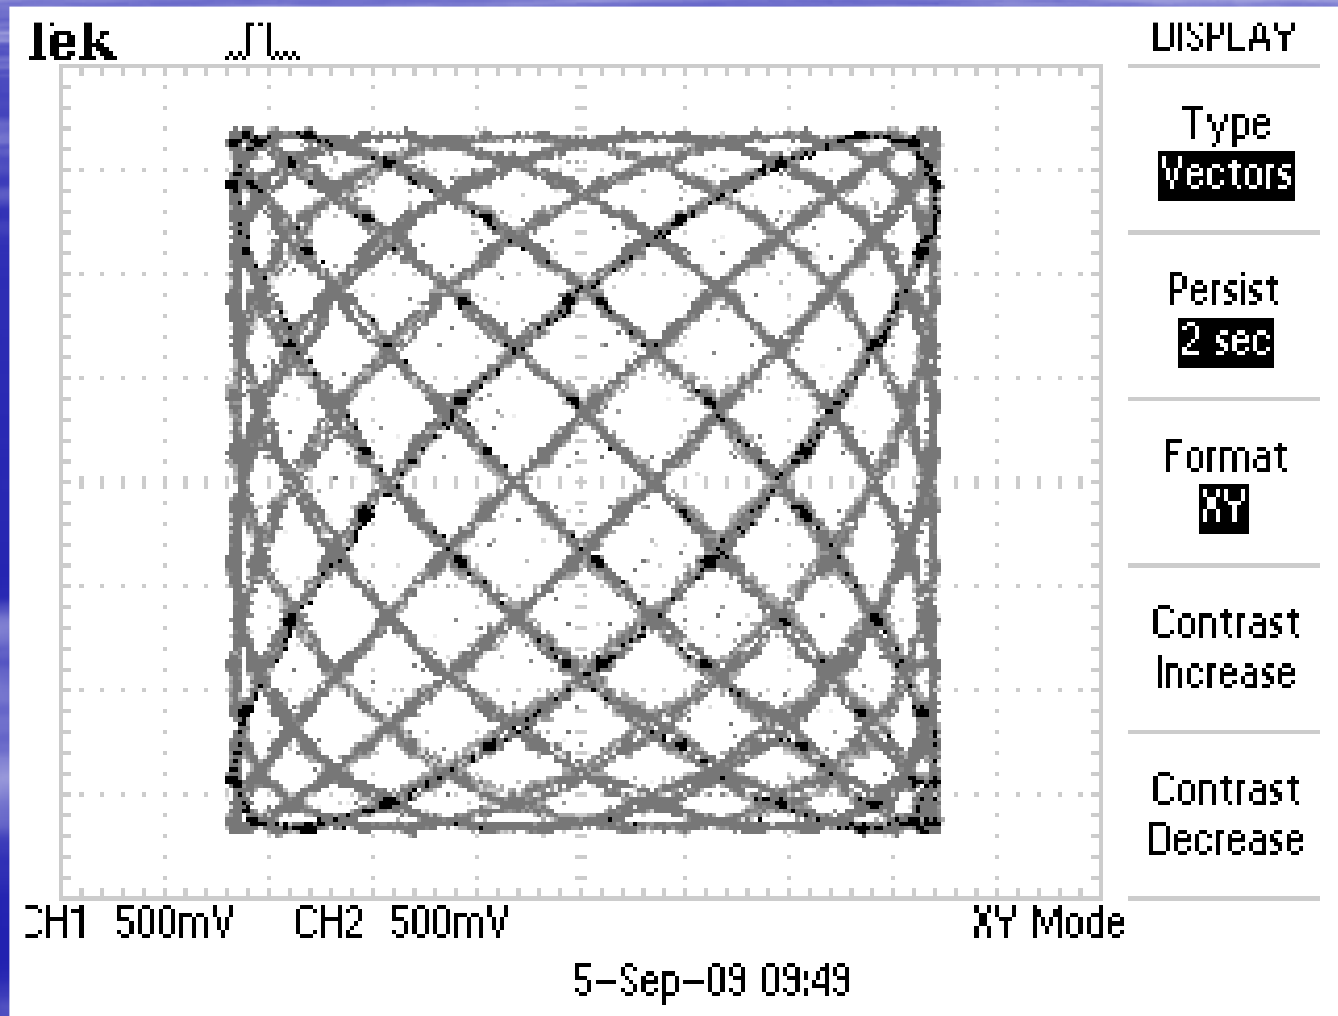 Tek
DISPLAY
Type
Vectors
Persist
2 sec
Format
XY
Contrast
Increase
Contrast
Decrease
CH1 500mV CH2 500mV XY Mode
5-Sep-09 09:49